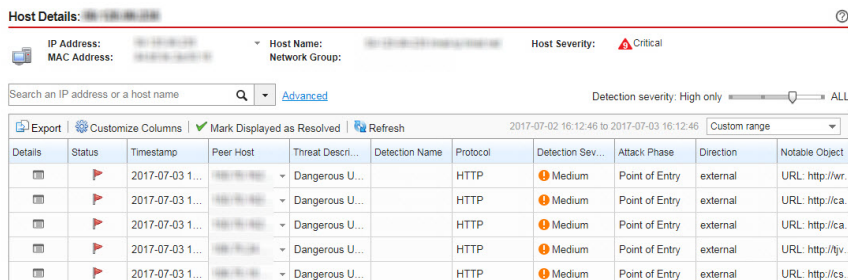 Host Details:
IP Address: Host Name: Host Severity: 9 Critical
MAC Address: Network Group:
Search an IP address or a host name Advanced Detection severity: High only ALL
Export Customize Columns Mark Displayed as Resolved Refresh 2017-07-02 16:12:46 to 2017-07-03 16:12:46 Custom range
Details Status Timestamp Peer Host Threat Descri... Detection Name Protocol Detection Sev... Attack Phase Direction Notable Object
2017-07-03 1... Dangerous U... HTTP Medium Point of Entry external URL: http://wr.
2017-07-03 1... Dangerous U... HTTP Medium Point of Entry external URL: http://ca.
2017-07-03 1... Dangerous U... HTTP Medium Point of Entry external URL: http://ca.
2017-07-03 1... Dangerous U... HTTP Medium Point of Entry external URL: http://tjv.
2017-07-03 1... Dangerous U... HTTP Medium Point of Entry external URL: http://cs.